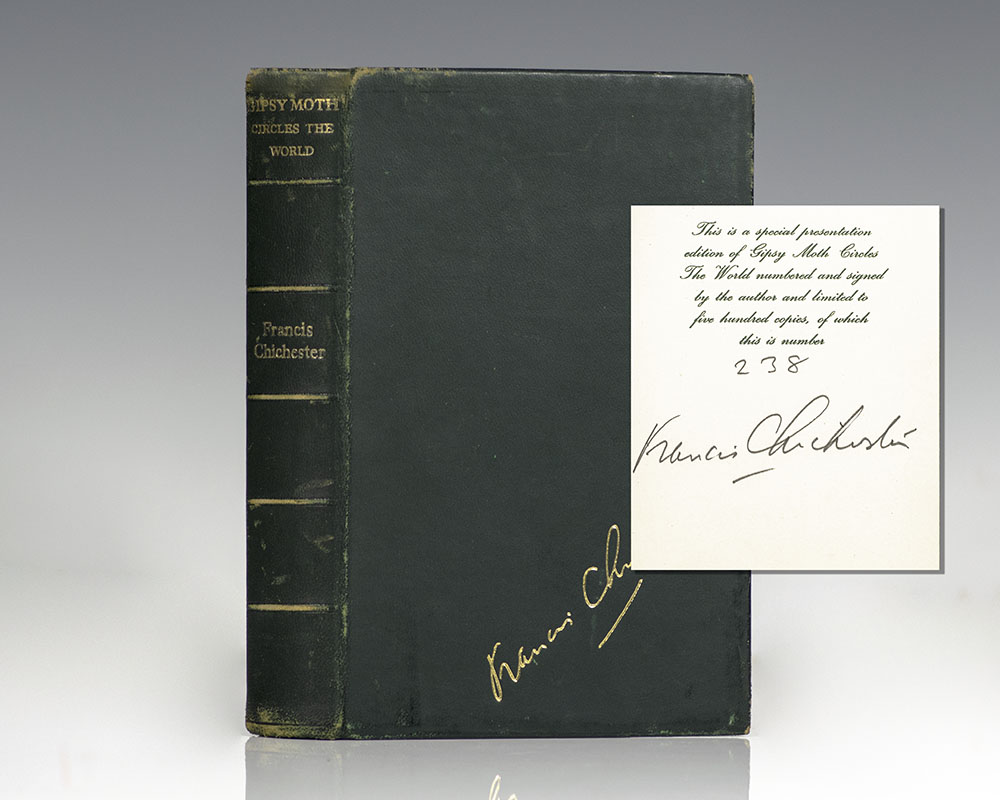 GIPSY MOTH
CIRCLES THE
WORLD
Francis
Chichester
Francis Chi
This is a special presentation
edition of Gipsy Moth Circles
The World numbered and signed
by the author and limited to
five hundred copies, of which
this is number
238
Francis Chichester